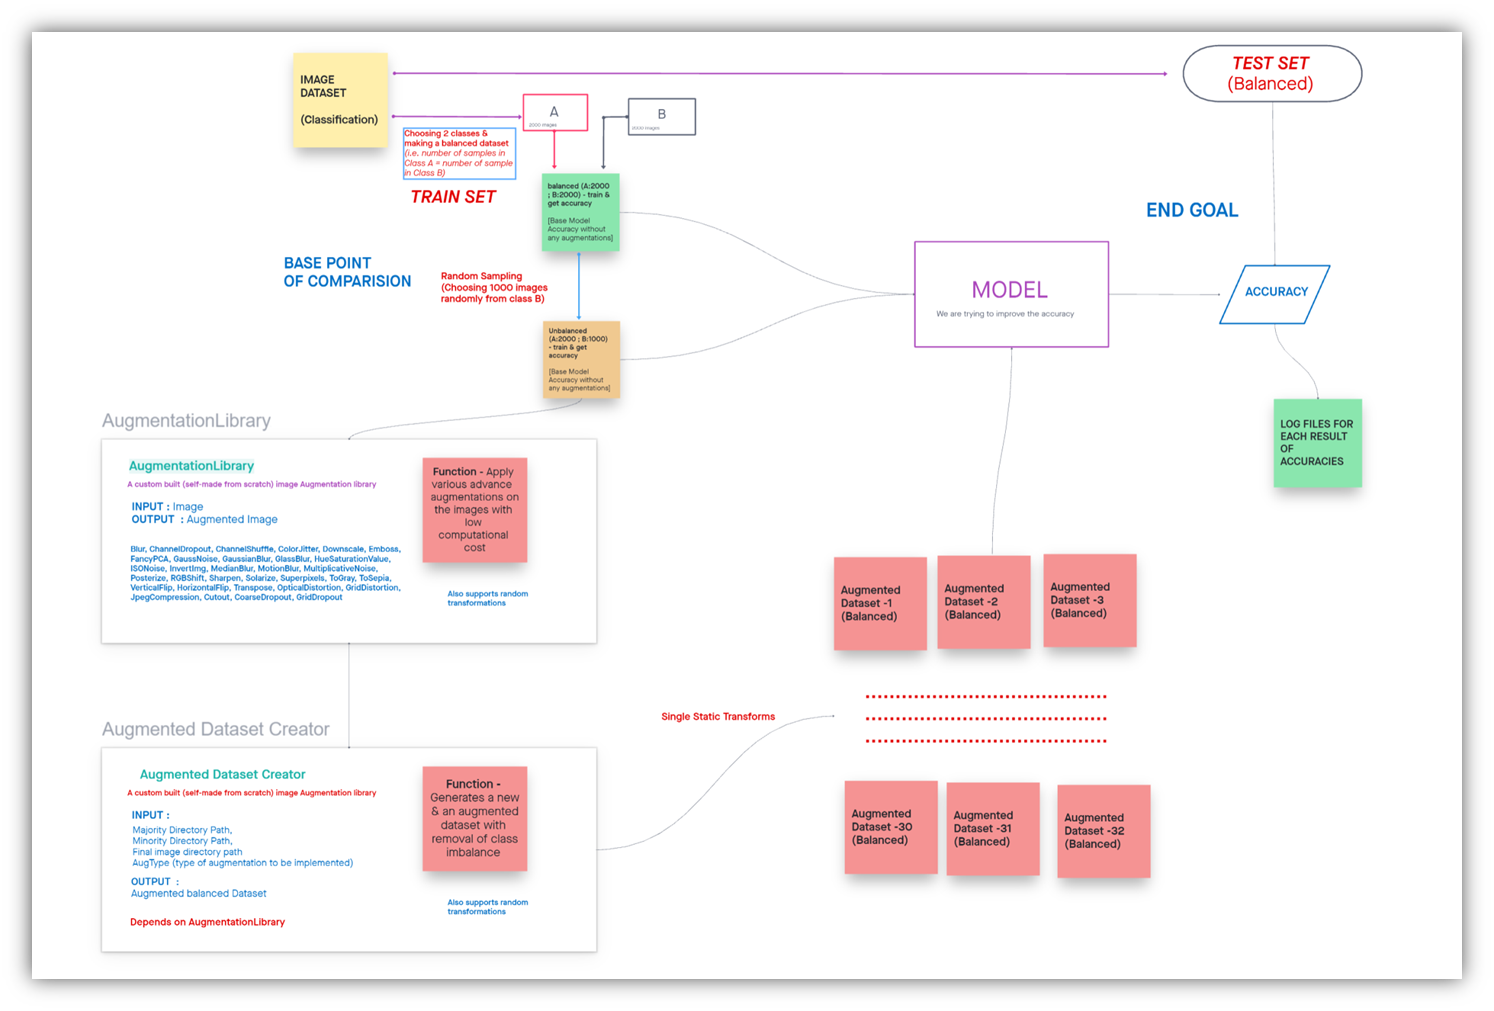 IMAGE
DATASET
(Classification)
TEST SET
(Balanced)
A
2000 images
B
Choosing 2 classes &
making a balanced dataset
(i.e. number of samples in
Class A = number of sample
in Class B)
TRAIN SET
balanced (A:2000
; B:2000) - train &
get accuracy
[Base Model
Accuracy without
any augmentations]
END GOAL
BASE POINT
OF COMPARISION
Random Sampling
(Choosing 1000 images
randomly from class B)
MODEL
We are trying to improve the accuracy
ACCURACY
Unbalanced
(A:2000 ; B:1000)
- train & get
accuracy
[Base Model
Accuracy without
any augmentations]
LOG FILES FOR
EACH RESULT
OF
ACCURACIES
AugmentationLibrary
AugmentationLibrary
A custom built (self-made from scratch) image Augmentation library
INPUT : Image
OUTPUT : Augmented Image
Blur, ChannelDropout, ChannelShuffle, ColorJitter, Downscale, Emboss,
FancyPCA, GaussNoise, GaussianBlur, GlassBlur, HueSaturationValue,
ISONoise, InvertImg, MedianBlur, MotionBlur, MultiplicativeNoise,
Posterize, RGBShift, Sharpen, Solarize, Superpixels, ToGray, ToSepia,
VerticalFlip, HorizontalFlip, Transpose, OpticalDistortion, GridDistortion,
JpegCompression, Cutout, CoarseDropout, GridDropout
Function - Apply
various advance
augmentations on
the images with
low
computational
cost
Also supports random
transformations
Augmented
Dataset -1
(Balanced)
Augmented
Dataset -2
(Balanced)
Augmented
Dataset -3
(Balanced)
Single Static Transforms
Augmented Dataset Creator
Augmented Dataset Creator
A custom built (self-made from scratch) image Augmentation library
INPUT :
Majority Directory Path,
Minority Directory Path,
Final image directory path
AugType (type of augmentation to be implemented)
OUTPUT :
Augmented balanced Dataset
Depends on AugmentationLibrary
Function -
Generates a new
& an augmented
dataset with
removal of class
imbalance
Also supports random
transformations
Augmented
Dataset -30
(Balanced)
Augmented
Dataset -31
(Balanced)
Augmented
Dataset -32
(Balanced)